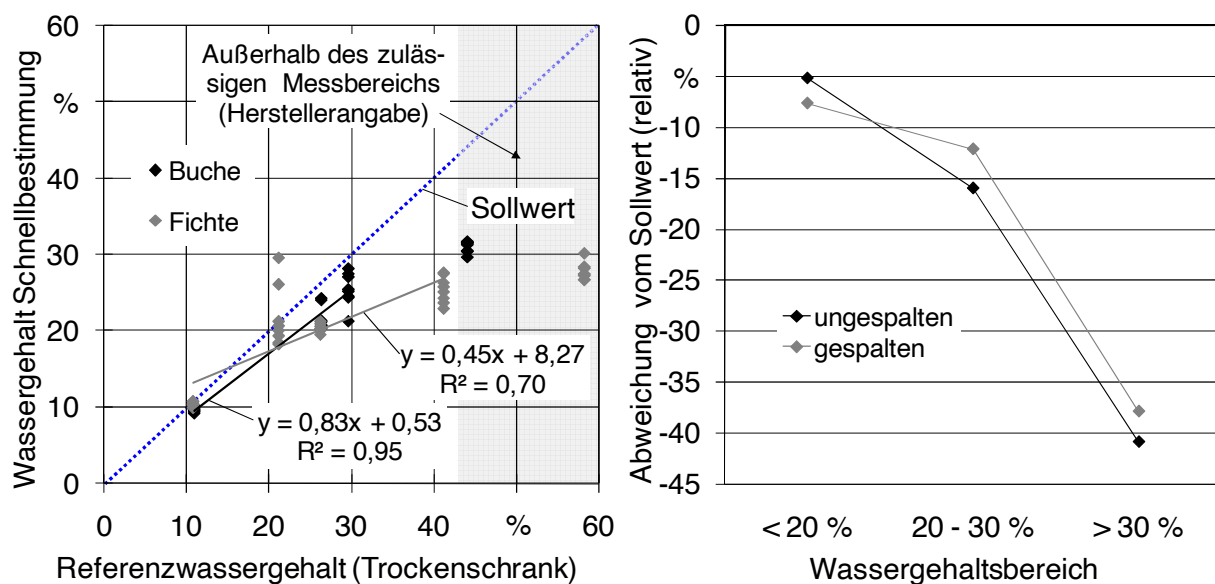 Wassergehalt Schnellbestimmung
60
%
40
30
20
10
0
Außerhalb des zuläs-
sigen Messbereichs
(Herstellerangabe)
Buche
Fichte
Sollwert
y = 0,45x + 8,27
R² = 0,70
y = 0,83x + 0,53
R² = 0,95
0 10 20 30 40 % 60
Referenzwassergehalt (Trockenschrank)
Abweichung vom Sollwert (relativ)
0
%
-10
-15
-20
-25
-30
-35
-40
-45
ungespalten
gespalten
< 20 % 20 - 30 % > 30 %
Wassergehaltsbereich